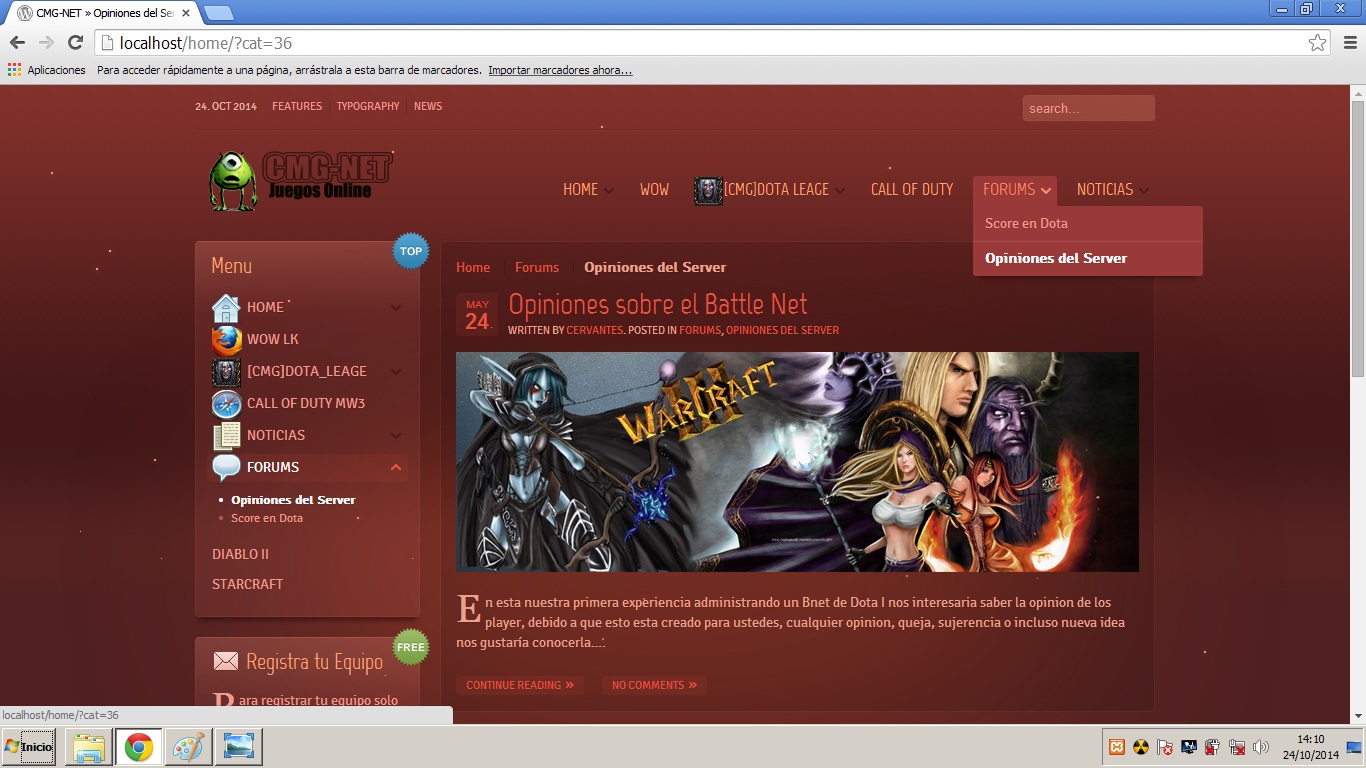 CMG-NET » Opiniones del Se
localhost/home/?cat=36
Aplicaciones Para acceder rápidamente a una página, arrástrala a esta barra de marcadores. Importar marcadores ahora...
24. OCT 2014 FEATURES TYPOGRAPHY NEWS
search...
CMG-NET
Juegos Online
HOME WOW [CMG]DOTA LEAGE CALL OF DUTY FORUMS NOTICIAS
Score en Dota
Opiniones del Server
TOP
Menu
HOME
WOW LK
[CMG]DOTA_LEAGE
CALL OF DUTY MW3
NOTICIAS
FORUMS
Opiniones del Server
Score en Dota
DIABLO II
STARCRAFT
FREE
Registra tu Equipo
Para registrar tu equipo solo
Home Forums Opiniones del Server
MAY
24
Opiniones sobre el Battle Net
WRITTEN BY CERVANTES. POSTED IN FORUMS, OPINIONES DEL SERVER
WARCRAFT
III
En esta nuestra primera experiencia administrando un Bnet de Dota I nos interesaria saber la opinion de los
player, debido a que esto esta creado para ustedes, cualquier opinion, queja, sujerencia o incluso nueva idea
nos gustaría conocerla...
CONTINUE READING » NO COMMENTS »
localhost/home/?cat=36
Inicio
14:10
24/10/2014